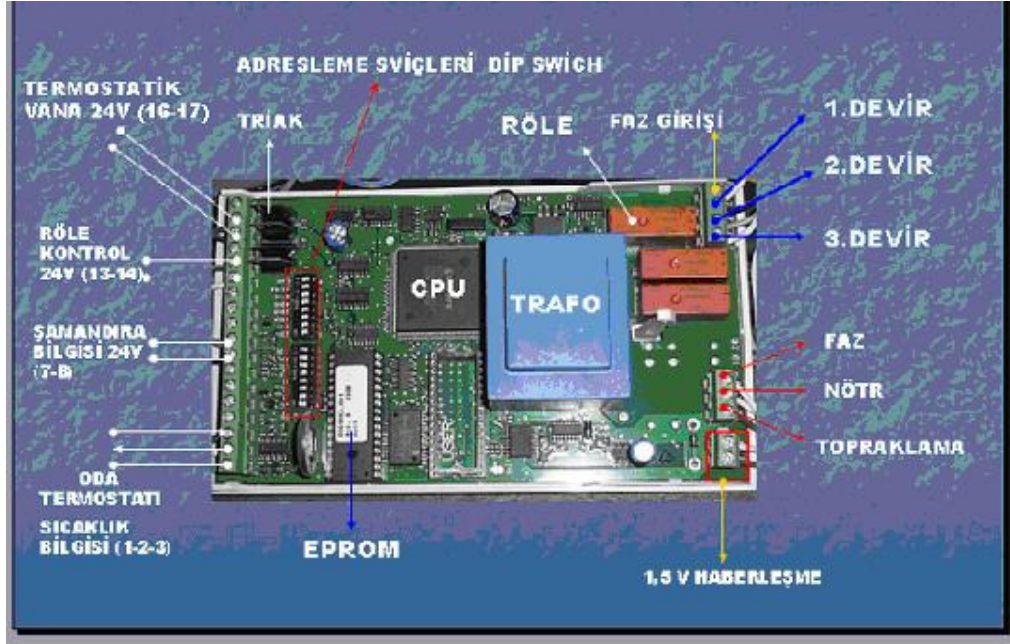 ADRESLEME SVİÇLERİ DİP SWICH
TERMOSTATİK
VANA 24V (16-17)
TRİAK
RÖLE
FAZ GİRİŞİ
1.DEVİR
2.DEVİR
3.DEVİR
RÖLE
KONTROL
24V (13-14)
CPU
TRAFO
ŞAMANDIRA
BİLGİSİ 24V
(7-8)
FAZ
NÖTR
TOPRAKLAMA
ODA
TERMOSTATI
SICAKLIK
BİLGİSİ (1-2-3)
EPROM
1,5 V HABERLEŞME
USER